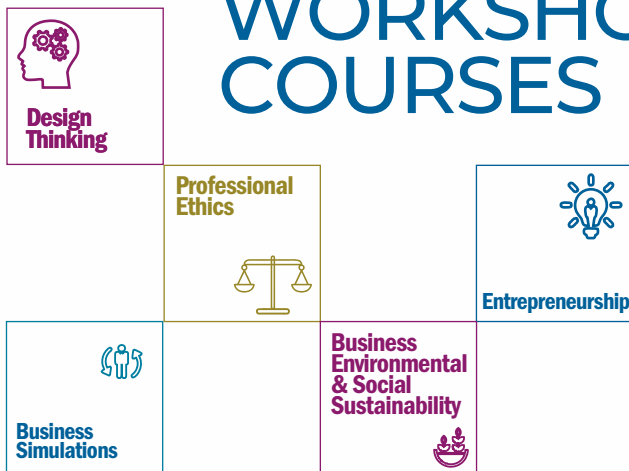 WORKSHO
COURSES
Design
Thinking
Professional
Ethics
Entrepreneurship
Business
Environmental
& Social
Sustainability
Business
Simulations